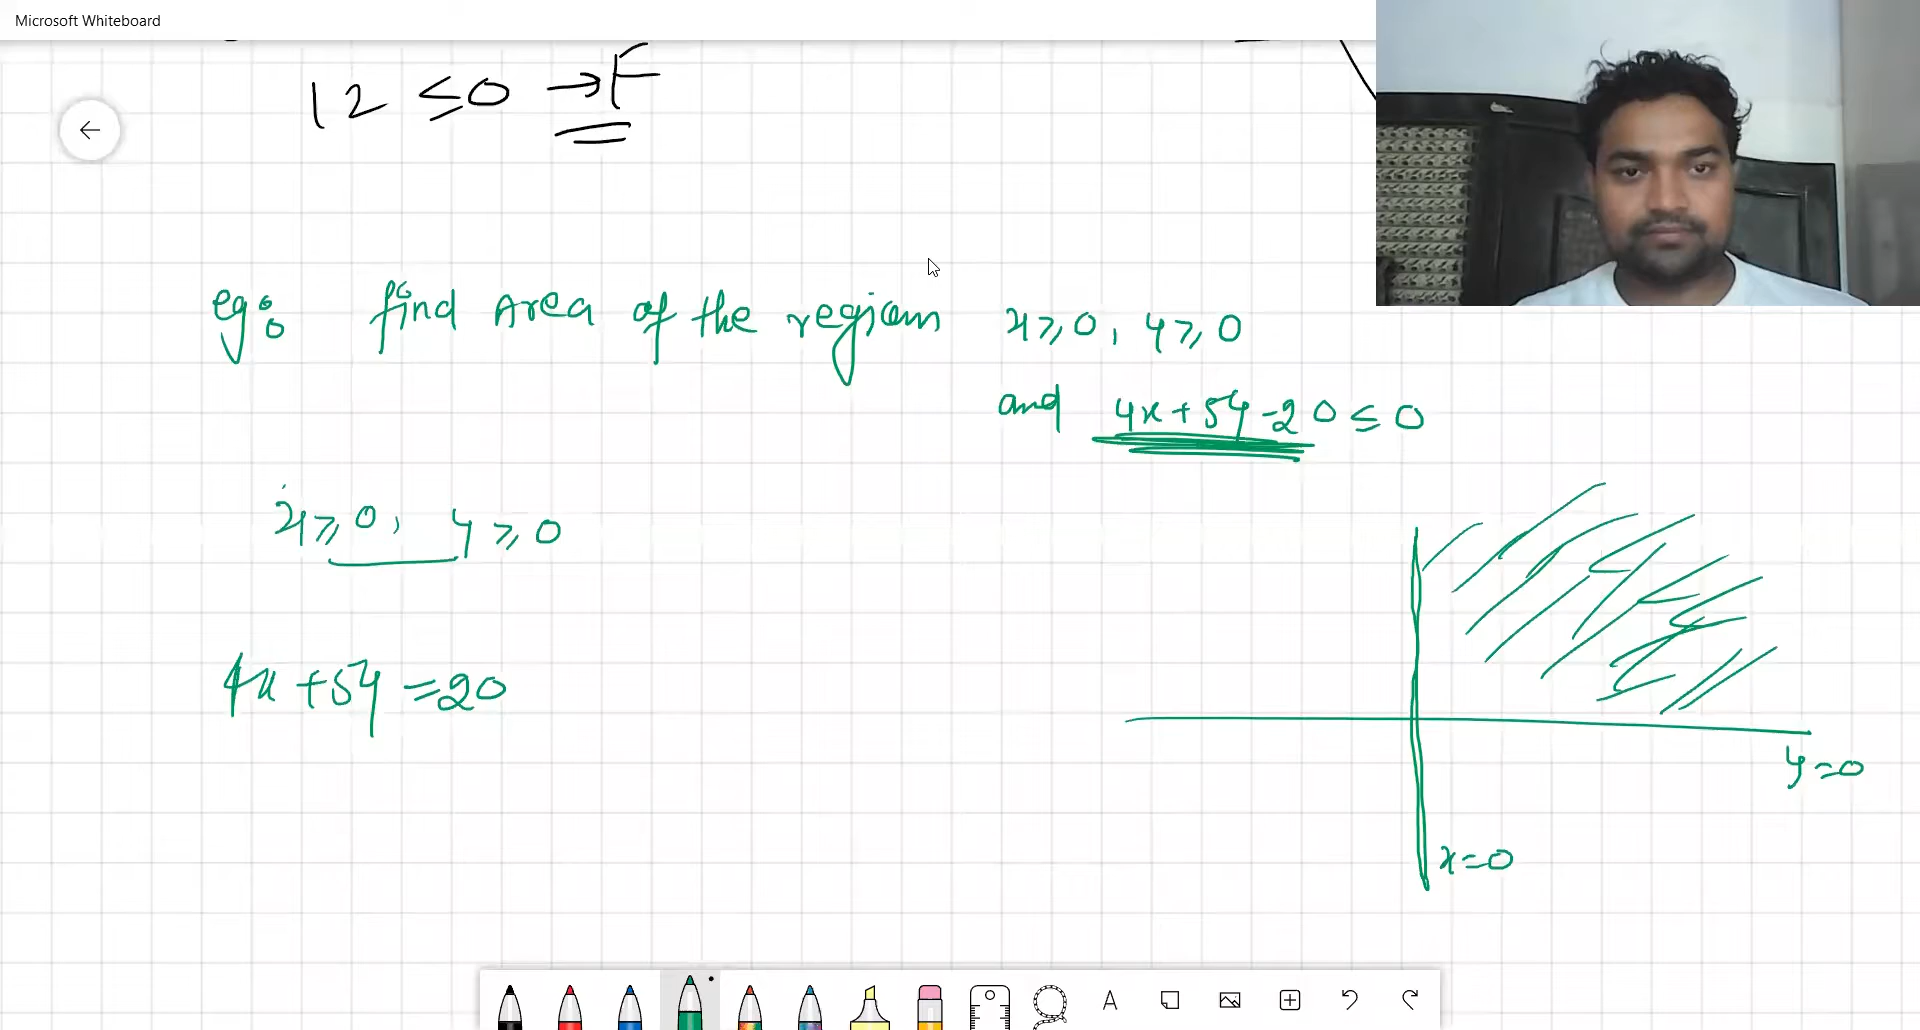 Microsoft Whiteboard
12 ≤0 →F
eg: find Area of the regions x≥0, y≥0
and 4x+5y-20≤0
x≥0, y≥0
4x+5y=20
y=0
x=0
A